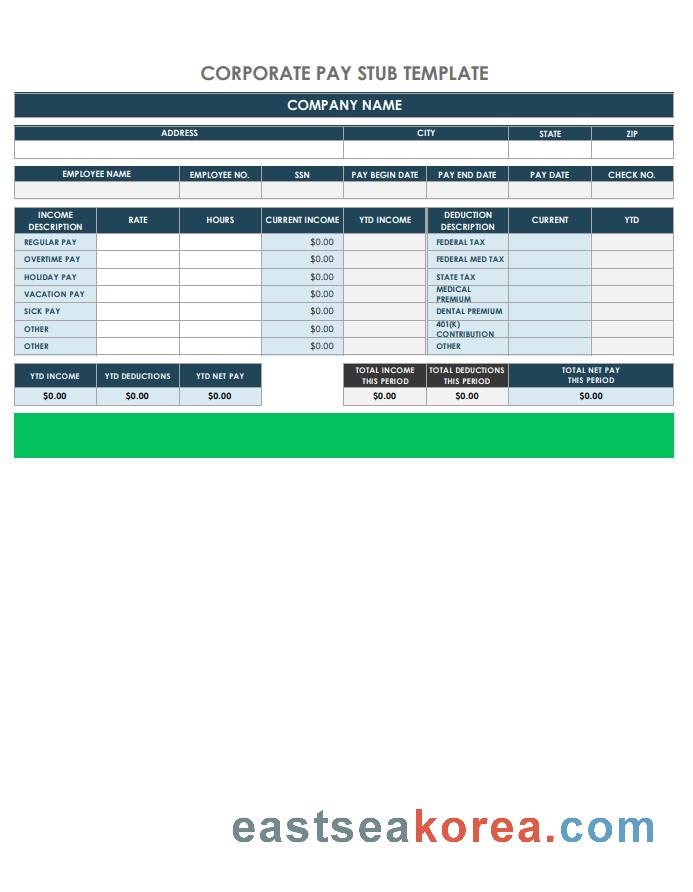 CORPORATE PAY STUB TEMPLATE
COMPANY NAME
ADDRESS CITY STATE ZIP
EMPLOYEE NAME EMPLOYEE NO. SSN PAY BEGIN DATE PAY END DATE PAY DATE CHECK NO.
INCOME DESCRIPTION RATE HOURS CURRENT INCOME YTD INCOME DEDUCTION DESCRIPTION CURRENT YTD
REGULAR PAY $0.00 FEDERAL TAX
OVERTIME PAY $0.00 FEDERAL MED TAX
HOLIDAY PAY $0.00 STATE TAX
VACATION PAY $0.00 MEDICAL PREMIUM
SICK PAY $0.00 DENTAL PREMIUM
OTHER $0.00 401(K) CONTRIBUTION
OTHER $0.00 OTHER
YTD INCOME YTD DEDUCTIONS YTD NET PAY TOTAL INCOME THIS PERIOD TOTAL DEDUCTIONS THIS PERIOD TOTAL NET PAY THIS PERIOD
$0.00 $0.00 $0.00 $0.00 $0.00 $0.00
eastseakorea.com